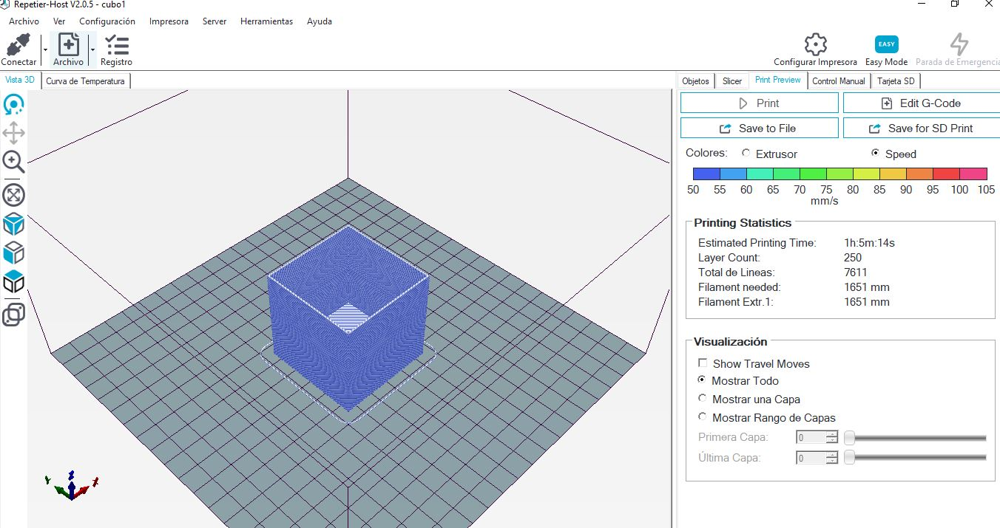 Repetier-Host V2.0.5 - cubo1
Archivo Ver Configuración Impresora Server Herramientas Ayuda
Conectar Archivo Registro Configurar Impresora EASY Easy Mode Parada de Emergencia
Vista 3D Curva de Temperatura Objetos Slicer Print Preview Control Manual Tarjeta SD
Print Edit G-Code
Save to File Save for SD Print
Colores: Extrusor Speed
50 55 60 65 70 75 80 85 90 95 100 105
mm/s
Printing Statistics
Estimated Printing Time: 1h:5m:14s
Layer Count: 250
Total de Lineas: 7611
Filament needed: 1651 mm
Filament Extr.1: 1651 mm
Visualización
Show Travel Moves
Mostrar Todo
Mostrar una Capa
Mostrar Rango de Capas
Primera Capa: 0
Última Capa: 0
Y Z X